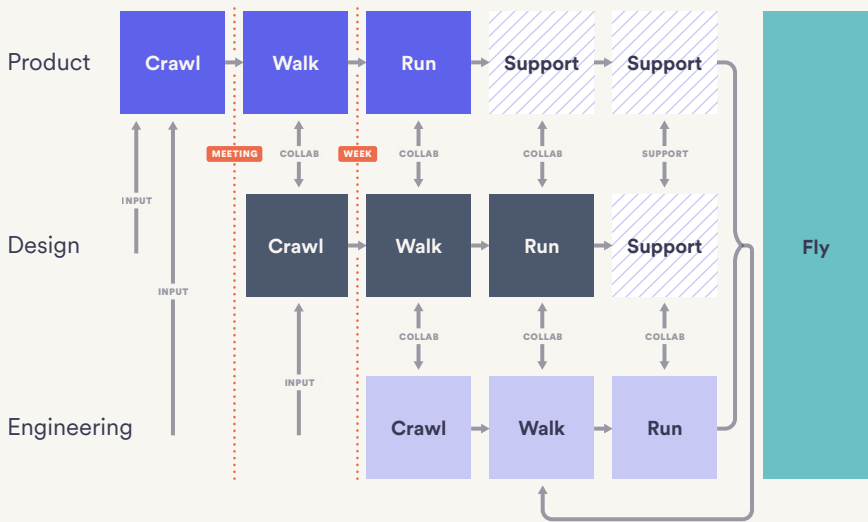 Product
Crawl
Walk
Run
Support
Support
MEETING
COLLAB
WEEK
COLLAB
COLLAB
SUPPORT
INPUT
Design
Crawl
Walk
Run
Support
Fly
INPUT
COLLAB
COLLAB
COLLAB
INPUT
Engineering
Crawl
Walk
Run